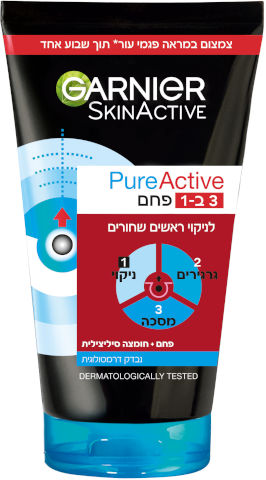 צמצום במראה פגמי עור* תוך שבוע אחד
GARNIER
SKINACTIVE
PureActive
3 ב-1 פחם
לניקוי ראשים שחורים
1
ניקוי
2
גרגירים
3
מסכה
פחם + חומצה סיליצילית
נבדק דרמטולוגית
DERMATOLOGICALLY TESTED